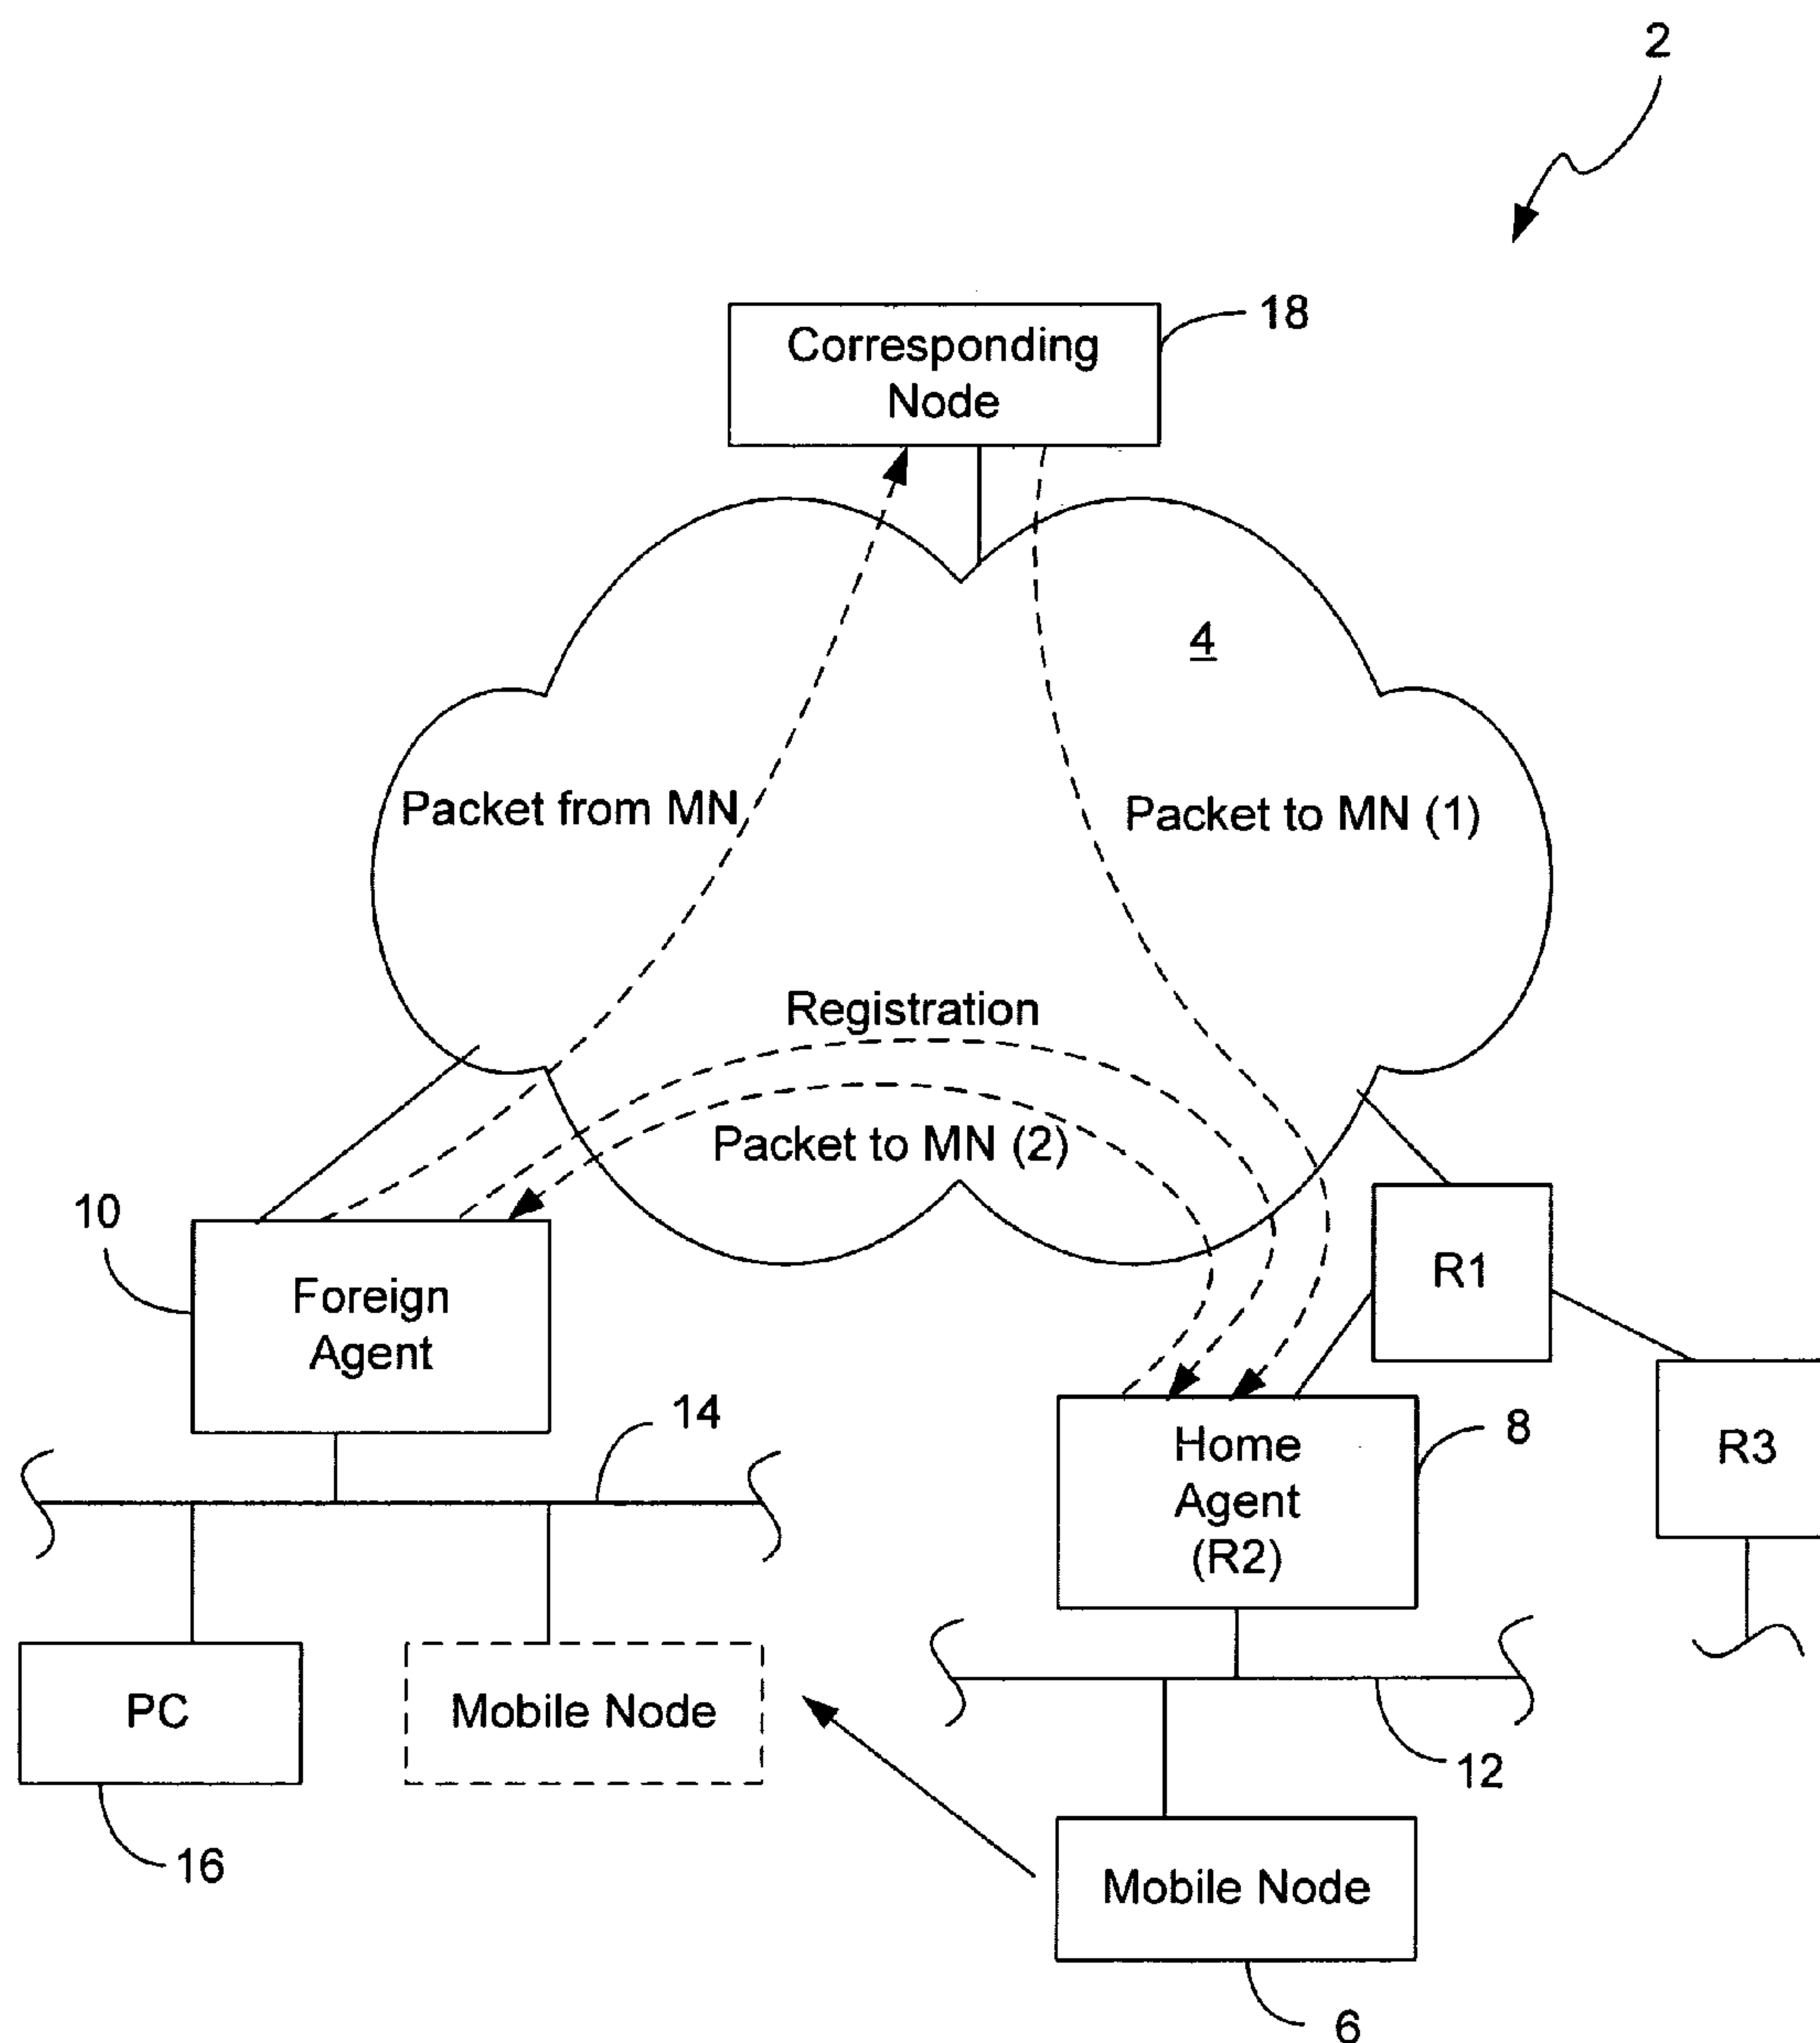 2
18
Corresponding
Node
4
Packet from MN
Packet to MN (1)
Registration
Packet to MN (2)
10
Foreign
Agent
R1
14
Home
Agent
(R2)
8
R3
PC
Mobile Node
12
16
Mobile Node
6